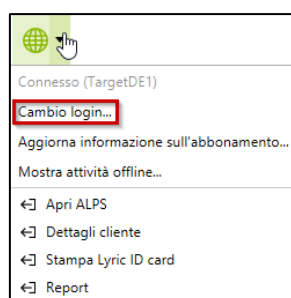 Connesso (TargetDE1)
Cambio login...
Aggiorna informazione sull'abbonamento...
Mostra attività offline...
Apri ALPS
Dettagli cliente
Stampa Lyric ID card
Report